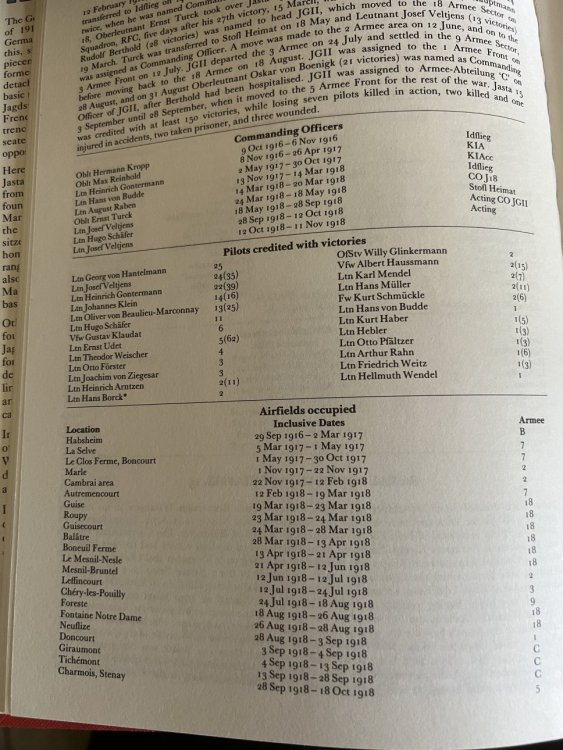 12 February
transferred to Idflieg on
twice, when he was named Commanding
18. Oberleutnant Ernst Turck took over Jasta
Squadron, RFC, five days after his 27th victory. 15 March, Hauptmann
Rudolf Berthold (28 victories) was named to head JGII, which moved to the 18 Armee Sector on
19 March. Turck was transferred to Stofl Heimat on 18 May and Leutnant Josef Veltjens (13 victories)
was assigned as Commanding Officer. A move was made to the 2 Armee area on 12 June, and on to the
3 Armee Front on 12 July. JGII departed the 3 Armee on 24 July and settled in the 9 Armee Sector,
before moving back to the 18 Armee on 18 August. JGII was assigned to the 1 Armee Front on
28 August, and on 31 August Oberleutnant Oskar von Boenigk (21 victories) was named as Commanding
Officer of JGII, after Berthold had been hospitalised. JGII was assigned to Armee-Abteilung 'C' on
3 September until 28 September, when it moved to the 5 Armee Front for the rest of the war. Jasta 15
was credited with at least 150 victories, while losing seven pilots killed in action, two killed and one
injured in accidents, two taken prisoner, and three wounded.
Commanding Officers
Oblt Hermann Kropp 9 Oct 1916–6 Nov 1916 Idflieg
Oblt Max Reinhold 8 Nov 1916–26 Apr 1917 KIA
Ltn Heinrich Gontermann 2 May 1917–30 Oct 1917 KIAcc
Ltn Hans von Budde 13 Nov 1917–14 Mar 1918 Idflieg
Ltn August Raben 14 Mar 1918–20 Mar 1918 CO J18
Oblt Ernst Turck 24 Mar 1918–18 May 1918 Stofl Heimat
Ltn Josef Veltjens 18 May 1918–28 Sep 1918 Acting CO JGII
Ltn Hugo Schäfer 28 Sep 1918–12 Oct 1918 Acting
Ltn Josef Veltjens 12 Oct 1918–11 Nov 1918
Pilots credited with victories
Ltn Georg von Hantelmann 25 OfStv Willy Glinkermann 2
Ltn Josef Veltjens 24(35) Vfw Albert Haussmann 2(15)
Ltn Heinrich Gontermann 22(39) Ltn Karl Mendel 2(7)
Ltn Johannes Klein 14(16) Ltn Hans Müller 2(11)
Ltn Oliver von Beaulieu-Marconnay 13(25) Fw Kurt Schmückle 2(6)
Ltn Hugo Schäfer 11 Ltn Hans von Budde 1
Vfw Gustav Klaudat 6 Ltn Kurt Haber 1(5)
Ltn Ernst Udet 5(62) Ltn Hebler 1(3)
Ltn Theodor Weischer 4 Ltn Otto Pfältzer 1(3)
Ltn Otto Förster 3 Ltn Arthur Rahn 1(6)
Ltn Joachim von Ziegesar 3 Ltn Friedrich Weitz 1(3)
Ltn Heinrich Arntzen 2(11) Ltn Hellmuth Wendel 1
Ltn Hans Borck* 2
Airfields occupied
Location Inclusive Dates Armee
Habsheim 29 Sep 1916–2 Mar 1917 B
La Selve 5 Mar 1917–1 May 1917 7
Le Clos Ferme, Boncourt 1 May 1917–30 Oct 1917 7
Marle 1 Nov 1917–22 Nov 1917 2
Cambrai area 22 Nov 1917–12 Feb 1918 2
Autremencourt 12 Feb 1918–19 Mar 1918 7
Guise 19 Mar 1918–23 Mar 1918 18
Roupy 23 Mar 1918–24 Mar 1918 18
Guisecourt 24 Mar 1918–28 Mar 1918 18
Balâtre 28 Mar 1918–13 Apr 1918 18
Boneuil Ferme 13 Apr 1918–21 Apr 1918 18
Le Mesnil-Nesle 21 Apr 1918–12 Jun 1918 18
Mesnil-Bruntel 12 Jun 1918–12 Jul 1918 2
Leffincourt 12 Jul 1918–24 Jul 1918 3
Chéry-les-Pouilly 24 Jul 1918–18 Aug 1918 9
Foreste 18 Aug 1918–26 Aug 1918 18
Fontaine Notre Dame 26 Aug 1918–28 Aug 1918 18
Neuflize 28 Aug 1918–3 Sep 1918 1
Doncourt 3 Sep 1918–4 Sep 1918 C
Giraumont 4 Sep 1918–13 Sep 1918 C
Tichémont 13 Sep 1918–28 Sep 1918 C
Charmois, Stenay 28 Sep 1918–18 Oct 1918 5